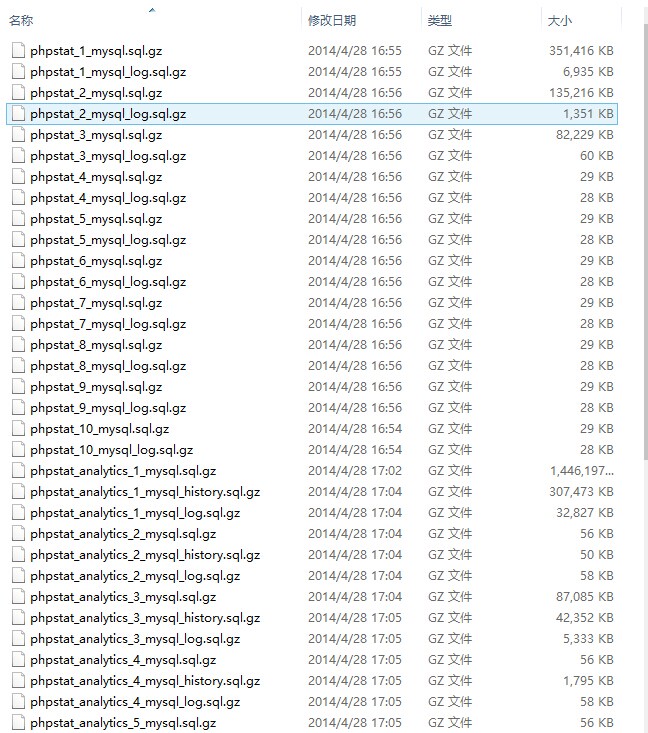 名称 修改日期 类型 大小
phpstat_1_mysql.sql.gz 2014/4/28 16:55 GZ 文件 351,416 KB
phpstat_1_mysql_log.sql.gz 2014/4/28 16:55 GZ 文件 6,935 KB
phpstat_2_mysql.sql.gz 2014/4/28 16:56 GZ 文件 135,216 KB
phpstat_2_mysql_log.sql.gz 2014/4/28 16:56 GZ 文件 1,351 KB
phpstat_3_mysql.sql.gz 2014/4/28 16:56 GZ 文件 82,229 KB
phpstat_3_mysql_log.sql.gz 2014/4/28 16:56 GZ 文件 60 KB
phpstat_4_mysql.sql.gz 2014/4/28 16:56 GZ 文件 29 KB
phpstat_4_mysql_log.sql.gz 2014/4/28 16:56 GZ 文件 28 KB
phpstat_5_mysql.sql.gz 2014/4/28 16:56 GZ 文件 29 KB
phpstat_5_mysql_log.sql.gz 2014/4/28 16:56 GZ 文件 28 KB
phpstat_6_mysql.sql.gz 2014/4/28 16:56 GZ 文件 29 KB
phpstat_6_mysql_log.sql.gz 2014/4/28 16:56 GZ 文件 28 KB
phpstat_7_mysql.sql.gz 2014/4/28 16:56 GZ 文件 29 KB
phpstat_7_mysql_log.sql.gz 2014/4/28 16:56 GZ 文件 28 KB
phpstat_8_mysql.sql.gz 2014/4/28 16:56 GZ 文件 29 KB
phpstat_8_mysql_log.sql.gz 2014/4/28 16:56 GZ 文件 28 KB
phpstat_9_mysql.sql.gz 2014/4/28 16:56 GZ 文件 29 KB
phpstat_9_mysql_log.sql.gz 2014/4/28 16:56 GZ 文件 28 KB
phpstat_10_mysql.sql.gz 2014/4/28 16:54 GZ 文件 29 KB
phpstat_10_mysql_log.sql.gz 2014/4/28 16:54 GZ 文件 28 KB
phpstat_analytics_1_mysql.sql.gz 2014/4/28 17:02 GZ 文件 1,446,197...
phpstat_analytics_1_mysql_history.sql.gz 2014/4/28 17:04 GZ 文件 307,473 KB
phpstat_analytics_1_mysql_log.sql.gz 2014/4/28 17:04 GZ 文件 32,827 KB
phpstat_analytics_2_mysql.sql.gz 2014/4/28 17:04 GZ 文件 56 KB
phpstat_analytics_2_mysql_history.sql.gz 2014/4/28 17:04 GZ 文件 50 KB
phpstat_analytics_2_mysql_log.sql.gz 2014/4/28 17:04 GZ 文件 58 KB
phpstat_analytics_3_mysql.sql.gz 2014/4/28 17:04 GZ 文件 87,085 KB
phpstat_analytics_3_mysql_history.sql.gz 2014/4/28 17:05 GZ 文件 42,352 KB
phpstat_analytics_3_mysql_log.sql.gz 2014/4/28 17:05 GZ 文件 5,333 KB
phpstat_analytics_4_mysql.sql.gz 2014/4/28 17:05 GZ 文件 56 KB
phpstat_analytics_4_mysql_history.sql.gz 2014/4/28 17:05 GZ 文件 1,795 KB
phpstat_analytics_4_mysql_log.sql.gz 2014/4/28 17:05 GZ 文件 58 KB
phpstat_analytics_5_mysql.sql.gz 2014/4/28 17:05 GZ 文件 56 KB